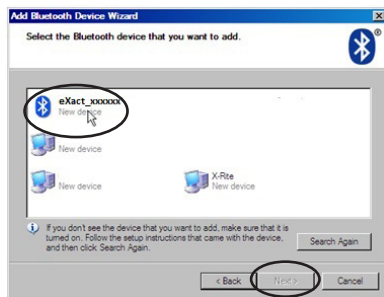 Add Bluetooth Device Wizard
Select the Bluetooth device that you want to add.
eXact_xxxxxx
New device
New device
New device
X-Rite
New device
If you don't see the device that you want to add, make sure that it is
turned on. Follow the setup instructions that came with the device,
and then click Search Again.
Search Again
< Back
Next >
Cancel